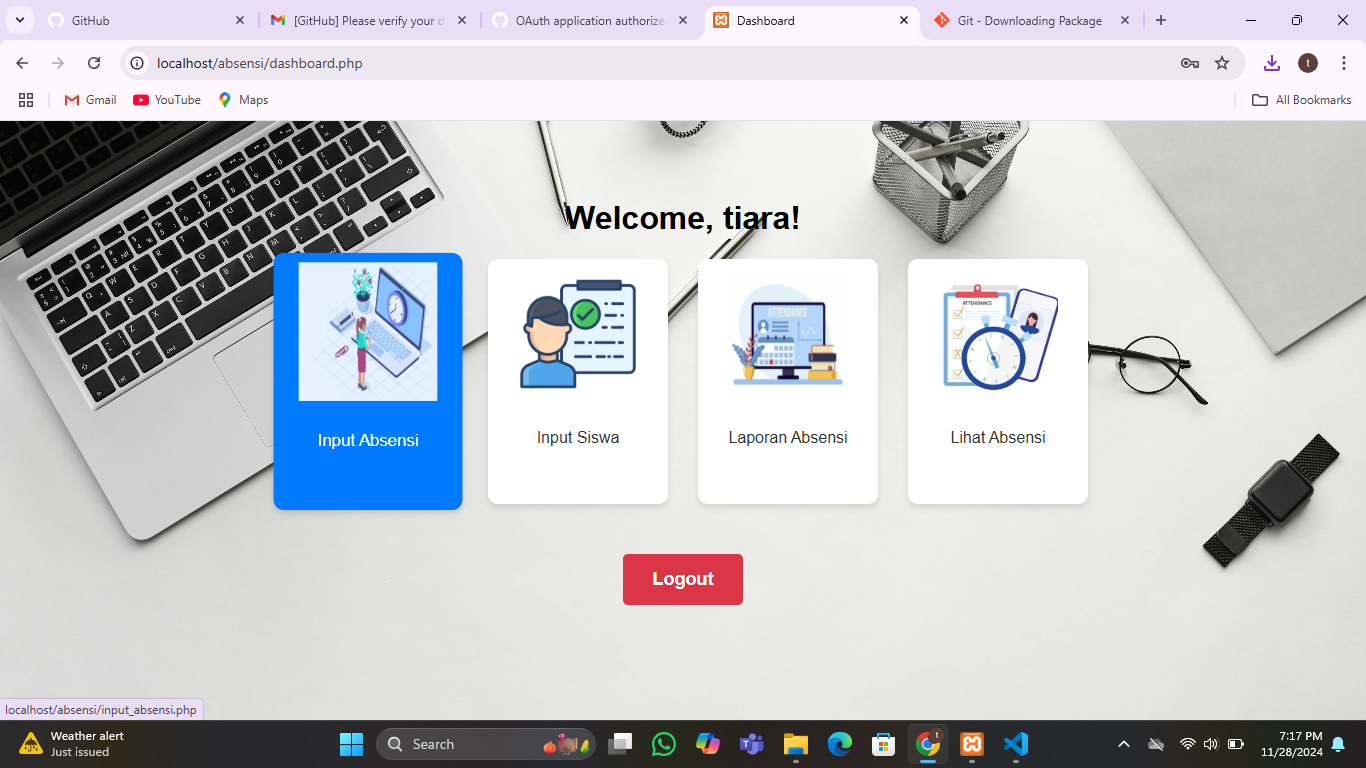 GitHub
[GitHub] Please verify your d
OAuth application authorize
Dashboard
Git - Downloading Package
localhost/absensi/dashboard.php
t
Gmail
YouTube
Maps
All Bookmarks
Welcome, tiara!
Input Absensi
Input Siswa
ATTENDANCE
Laporan Absensi
ATTENDANCE
Lihat Absensi
Logout
localhost/absensi/input_absensi.php
Weather alert
Just issued
Search
t
7:17 PM
11/28/2024